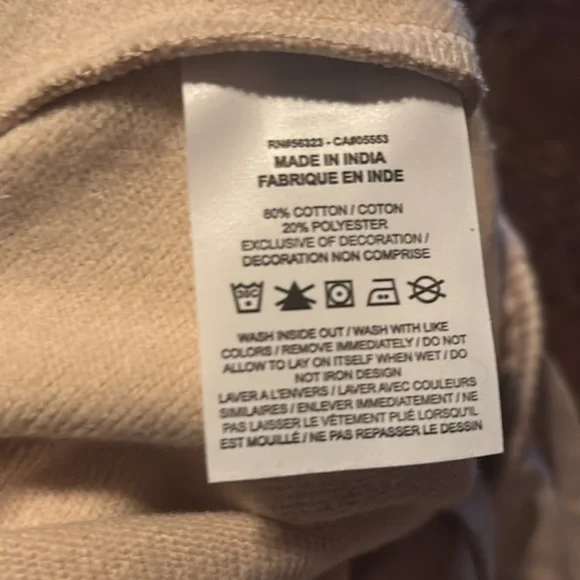 RN#56323 - CA#05553
MADE IN INDIA
FABRIQUE EN INDE
80% COTTON / COTON
20% POLYESTER
EXCLUSIVE OF DECORATION /
DECORATION NON COMPRISE
30C
WASH INSIDE OUT / WASH WITH LIKE
COLORS / REMOVE IMMEDIATELY / DO NOT
ALLOW TO LAY ON ITSELF WHEN WET / DO
NOT IRON DESIGN
LAVER A L'ENVERS / LAVER AVEC COULEURS
SIMILAIRES / ENLEVER IMMEDIATEMENT / NE
PAS LAISSER LE VÊTEMENT PLIÉ LORSQU'IL
EST MOUILLÉ / NE PAS REPASSER LE DESSIN